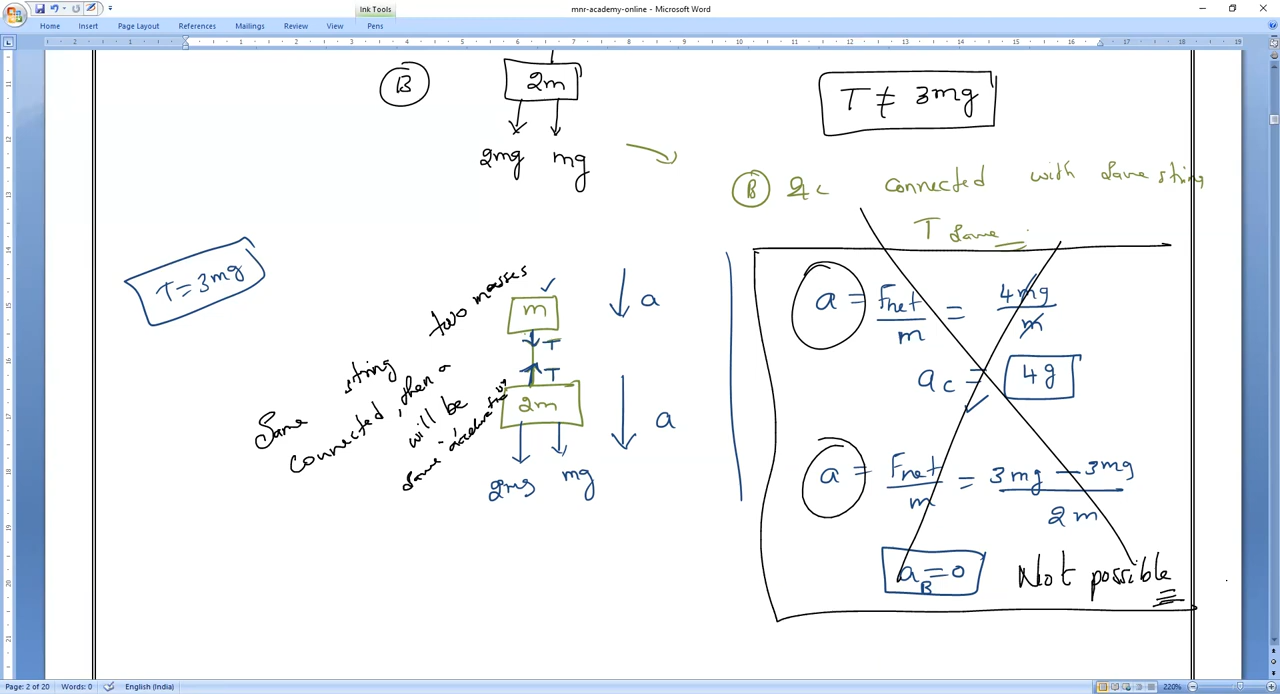 Ink Tools
mnr-academy-online - Microsoft Word
Home Insert Page Layout References Mailings Review View Pens
B
2m
2mg mg
T ≠ 3mg
B & c connected with same string
T same
T = 3mg
Same string two masses
connected, then a
will be
same acceleration
m
T
T
2m
2mg mg
a
a
a = Fnet/m = 4mg/m
ac = 4g
a = Fnet/m = 3mg - 3mg / 2m
aB = 0 Not possible
Page: 2 of 20 Words: 0 English (India) 220%